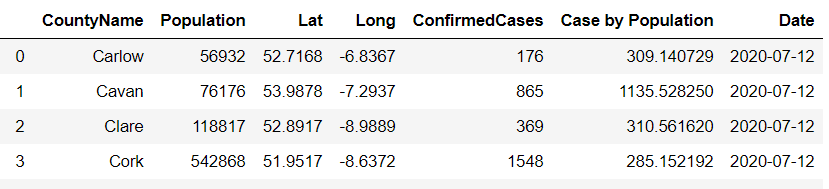 CountyName Population Lat Long ConfirmedCases Case by Population Date
0 Carlow 56932 52.7168 -6.8367 176 309.140729 2020-07-12
1 Cavan 76176 53.9878 -7.2937 865 1135.528250 2020-07-12
2 Clare 118817 52.8917 -8.9889 369 310.561620 2020-07-12
3 Cork 542868 51.9517 -8.6372 1548 285.152192 2020-07-12